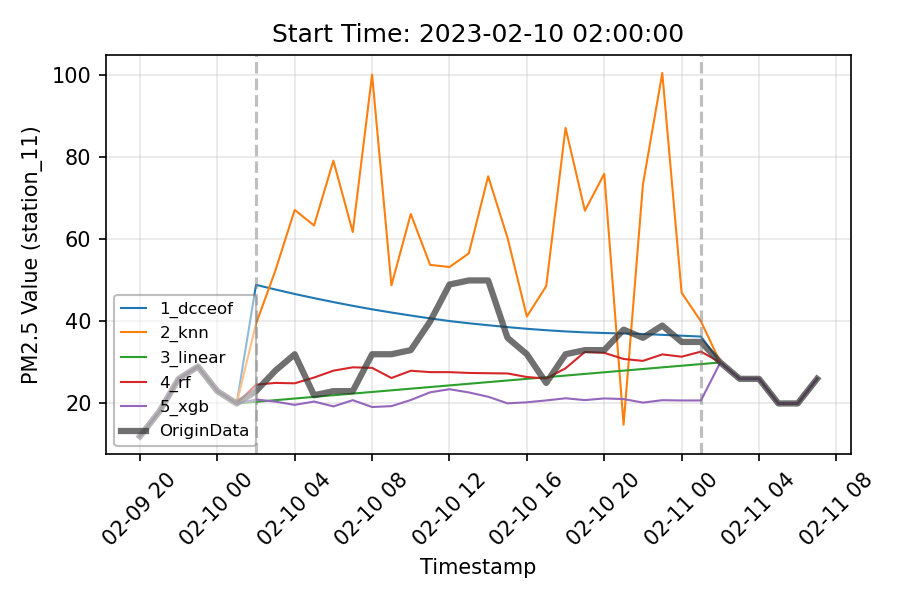 Start Time: 2023-02-10 02:00:00
PM2.5 Value (station_11)
100
80
60
40
20
1_dcceof
2_knn
3_linear
4_rf
5_xgb
OriginData
02-09 20
02-10 00
02-10 04
02-10 08
02-10 12
02-10 16
02-10 20
02-11 00
02-11 04
02-11 08
Timestamp